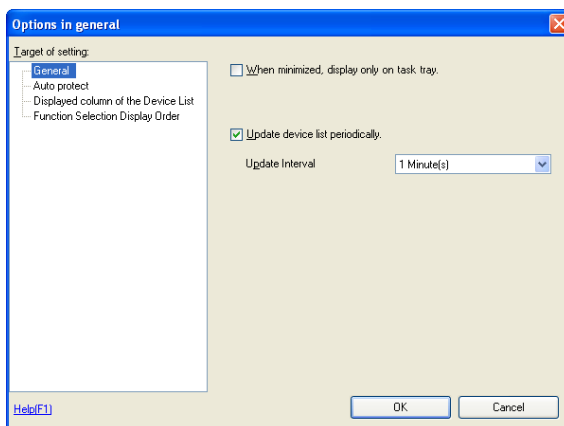 Options in general
Target of setting:
General
Auto protect
Displayed column of the Device List
Function Selection Display Order
When minimized, display only on task tray.
Update device list periodically.
Update Interval
1 Minute(s)
Help(F1)
OK
Cancel